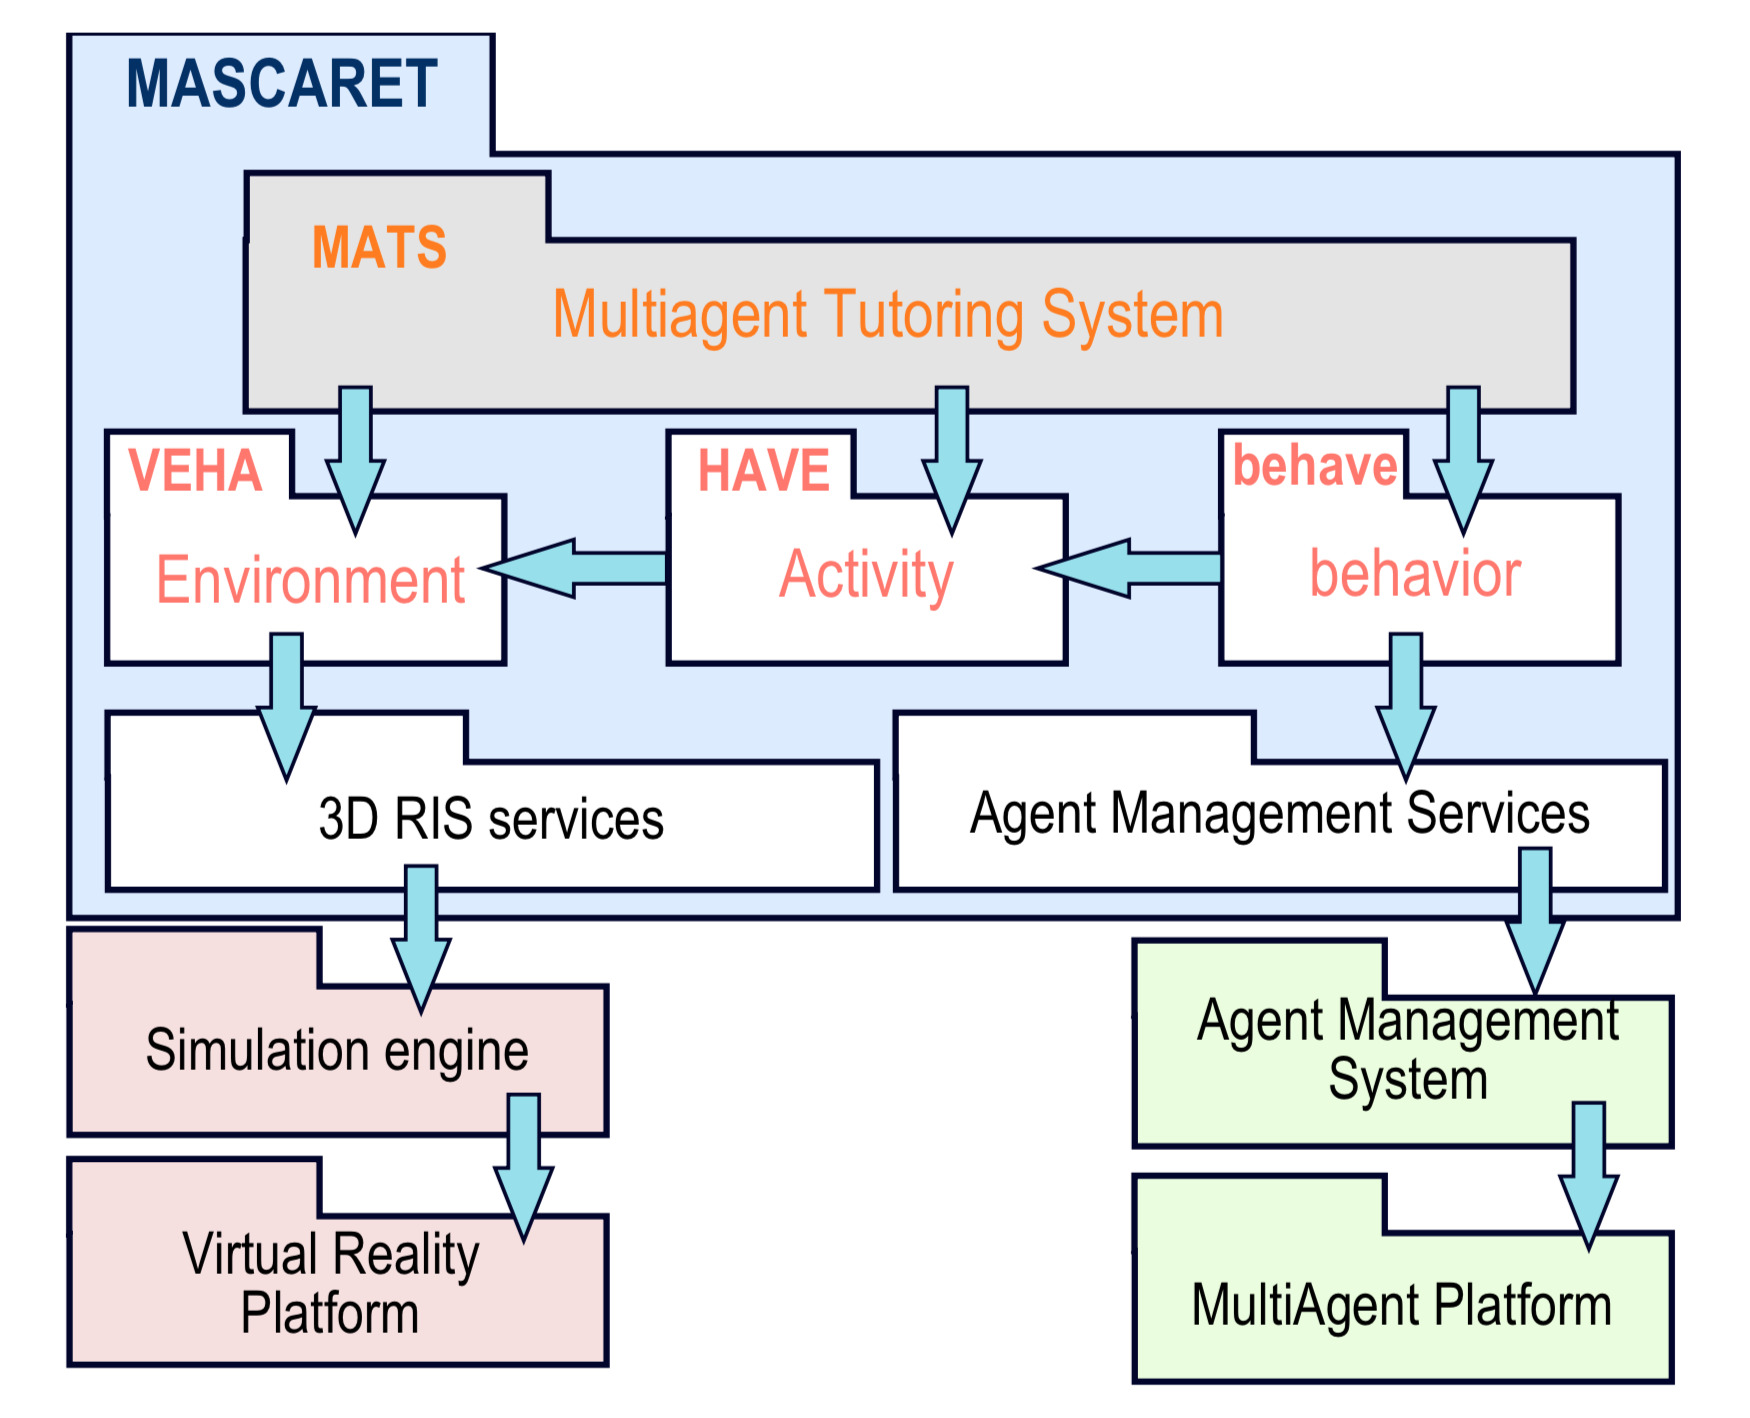 MASCARET
MATS
Multiagent Tutoring System
VEHA
HAVE
behave
Environment
Activity
behavior
3D RIS services
Agent Management Services
Simulation engine
Agent Management
System
Virtual Reality
Platform
MultiAgent Platform